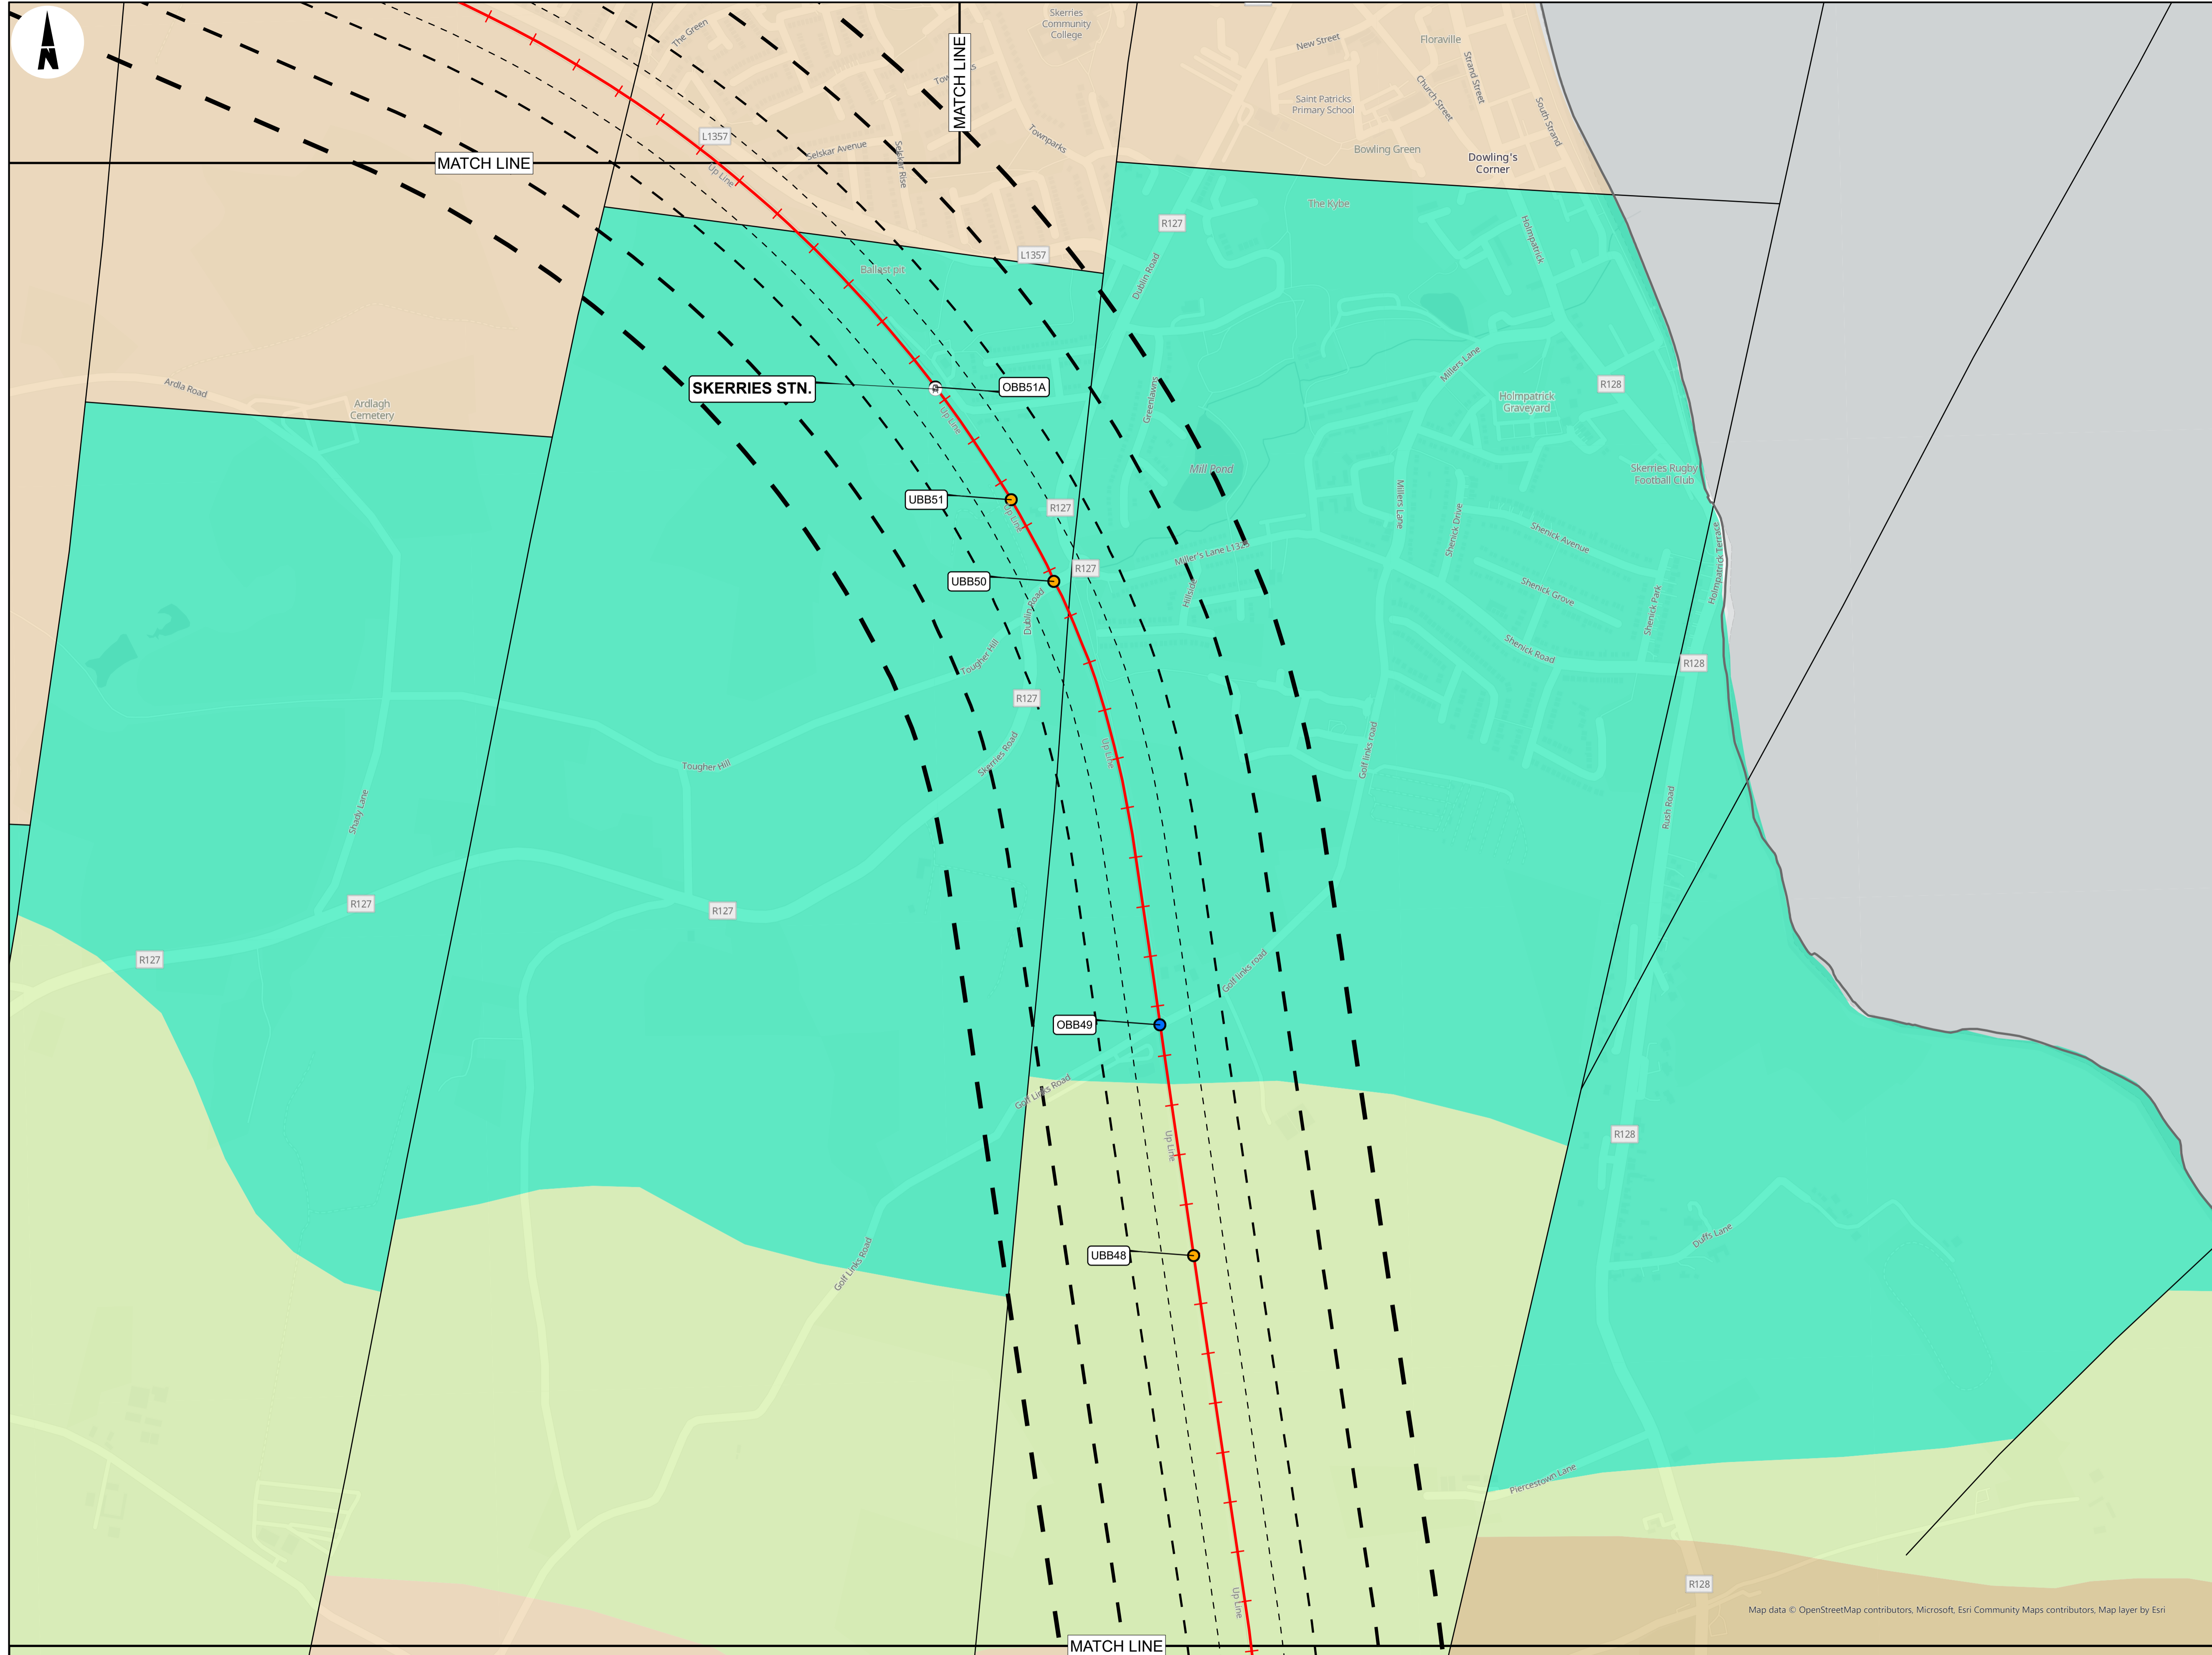 N
The Green
Skerries
Community
College
MATCH LINE
New Street
Floraville
Strand Street
Church Street
South Strand
Saint Patricks
Primary School
L1357
Townparks
Selskar Avenue
Selskar Rise
Bowling Green
Dowling's
Corner
MATCH LINE
Up Line
The Kybe
R127
Holmpatrick
L1357
Ballast pit
Dublin Road
Ardla Road
Ardlagh
Cemetery
SKERRIES STN.
OBB51A
Up Line
Greenlawns
Millers Lane
R128
Holmpatrick
Graveyard
Mill Pond
Skerries Rugby
Football Club
UBB51
Up Line
R127
Millers Lane
Shenick Drive
Shenick Avenue
Holmpatrick Terrace
Miller's Lane L1325
R127
UBB50
Dublin Road
Hillside
Shenick Grove
Shenick Park
Tougher Hill
Shenick Road
R128
R127
Skerries Road
Up Line
Golf links road
Tougher Hill
Shady Lane
Rush Road
R127
R127
R127
Golf links road
OBB49
Golf Links Road
Up Line
R128
Golf Links Road
UBB48
Duffs Lane
Piercestown Lane
R128
Up Line
Map data © OpenStreetMap contributors, Microsoft, Esri Community Maps contributors, Map layer by Esri
MATCH LINE